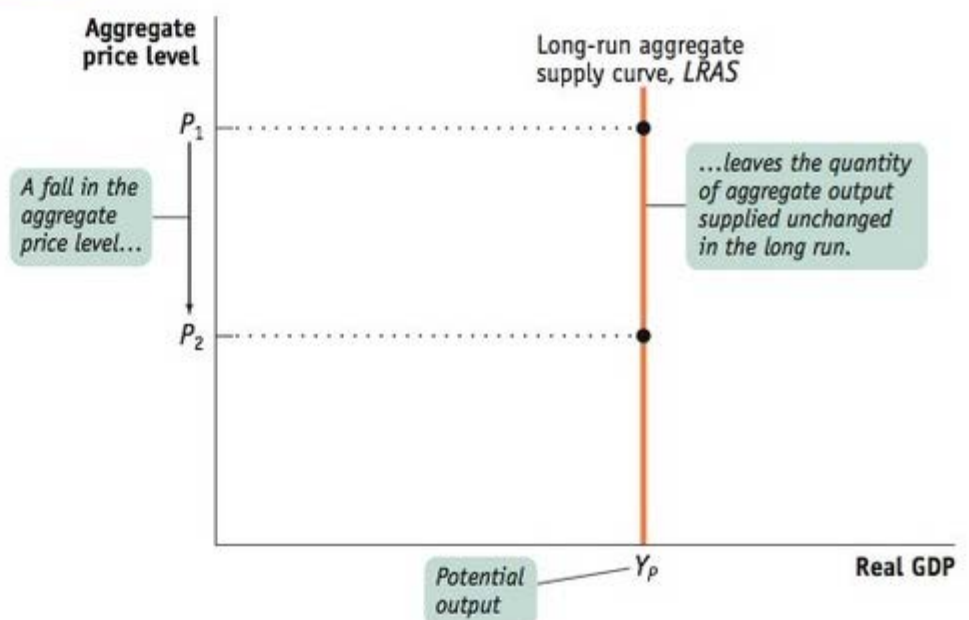 Aggregate
price level
Long-run aggregate
supply curve, LRAS
P1
A fall in the
aggregate
price level...
...leaves the quantity
of aggregate output
supplied unchanged
in the long run.
P2
YP
Real GDP
Potential
output